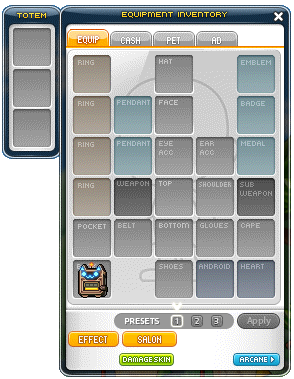 TOTEM
EQUIPMENT INVENTORY
EQUIP CASH PET AD
RING HAT EMBLEM
RING PENDANT FACE BADGE
RING PENDANT EYE ACC EAR ACC MEDAL
RING WEAPON TOP SHOULDER SUB WEAPON
POCKET BELT BOTTOM GLOVES CAPE
SHOES ANDROID HEART
PRESETS 1 2 3 Apply
EFFECT SALON
DAMAGESKIN ARCANE